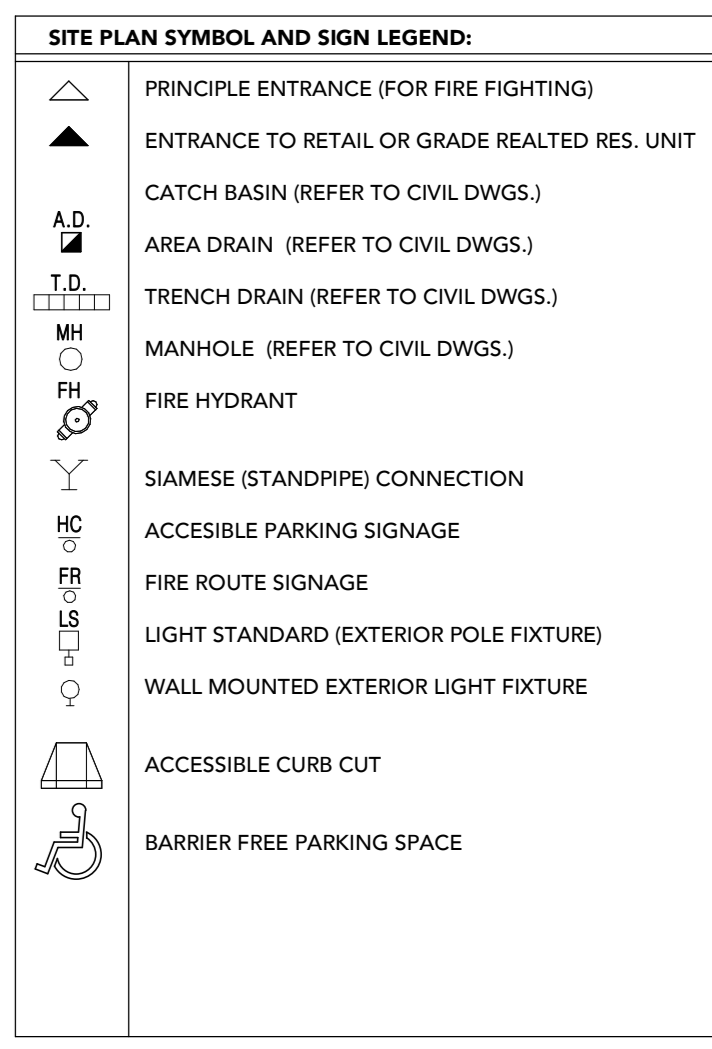 SITE PLAN SYMBOL AND SIGN LEGEND:
PRINCIPLE ENTRANCE (FOR FIRE FIGHTING)
ENTRANCE TO RETAIL OR GRADE REALTED RES. UNIT
CATCH BASIN (REFER TO CIVIL DWGS.)
A.D.
AREA DRAIN (REFER TO CIVIL DWGS.)
T.D.
TRENCH DRAIN (REFER TO CIVIL DWGS.)
MH
MANHOLE (REFER TO CIVIL DWGS.)
FH
FIRE HYDRANT
SIAMESE (STANDPIPE) CONNECTION
HC
ACCESIBLE PARKING SIGNAGE
FR
FIRE ROUTE SIGNAGE
LS
LIGHT STANDARD (EXTERIOR POLE FIXTURE)
WALL MOUNTED EXTERIOR LIGHT FIXTURE
ACCESSIBLE CURB CUT
BARRIER FREE PARKING SPACE